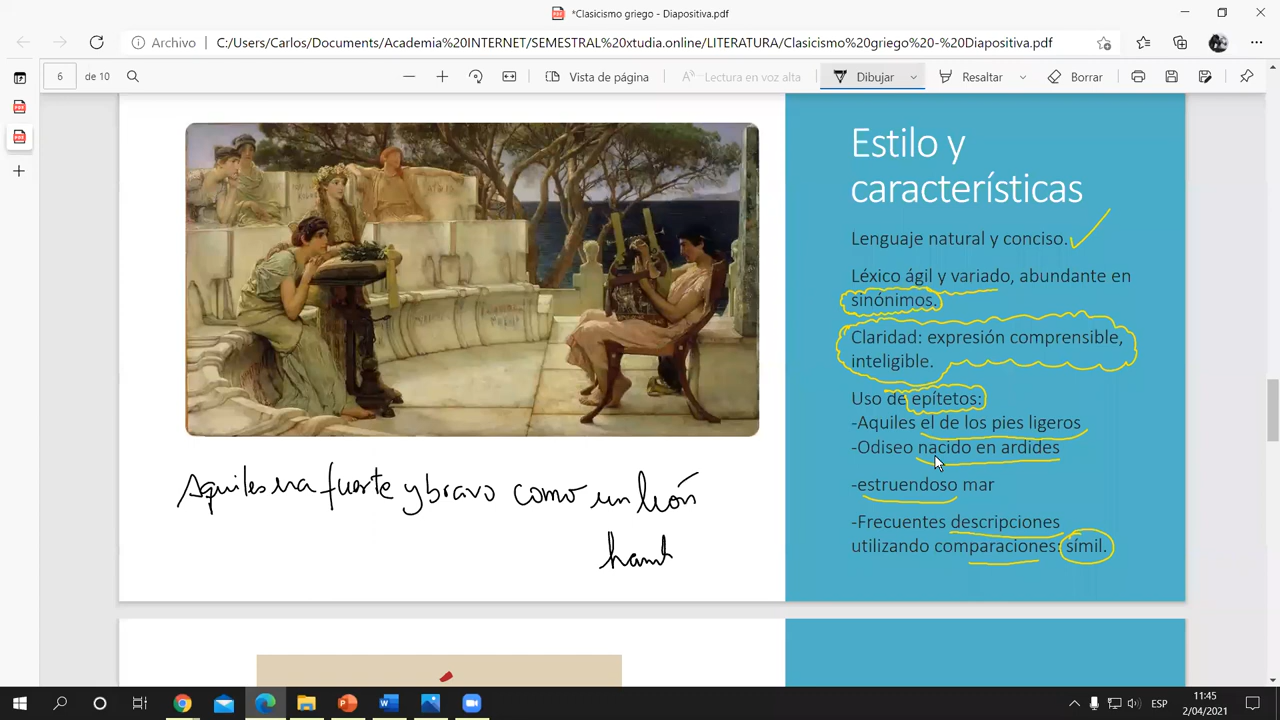 *Clasicismo griego - Diapositiva.pdf
Archivo
C:/Users/Carlos/Documents/Academia%20INTERNET/SEMESTRAL%20xtudia.online/LITERATURA/Clasicismo%20griego%20-%20Diapositiva.pdf
6 de 10
Vista de página
Lectura en voz alta
Dibujar
Resaltar
Borrar
Estilo y
características
Lenguaje natural y conciso.
Léxico ágil y variado, abundante en
sinónimos.
Claridad: expresión comprensible,
inteligible.
Uso de epítetos:
-Aquiles el de los pies ligeros
-Odiseo nacido en ardides
-estruendoso mar
-Frecuentes descripciones
utilizando comparaciones: símil.
Aquiles era fuerte y bravo como un león
hamb
ESP
11:45
2/04/2021